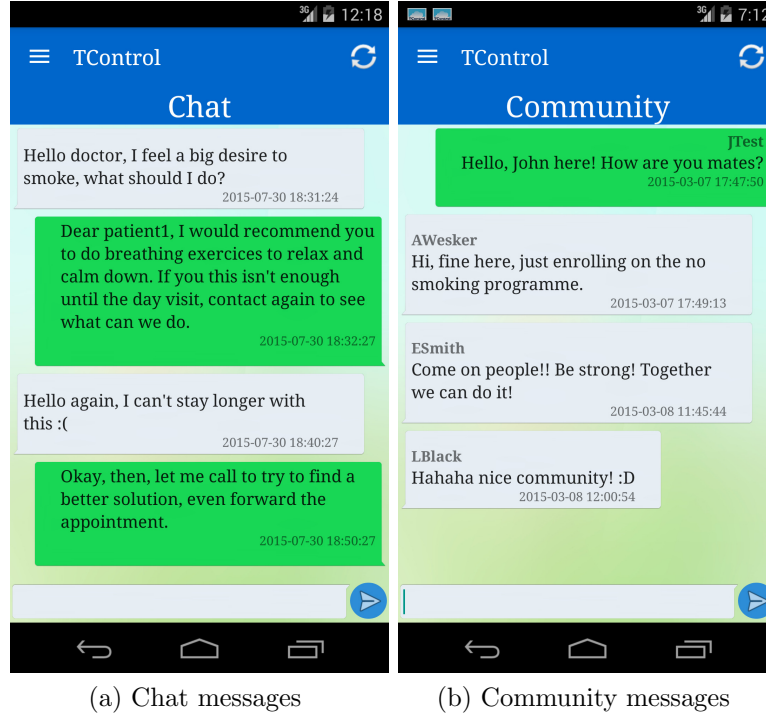 3G 12:18
TControl
Chat
Hello doctor, I feel a big desire to
smoke, what should I do?
2015-07-30 18:31:24
Dear patient1, I would recommend you
to do breathing exercices to relax and
calm down. If you this isn't enough
until the day visit, contact again to see
what can we do.
2015-07-30 18:32:27
Hello again, I can't stay longer with
this :(
2015-07-30 18:40:27
Okay, then, let me call to try to find a
better solution, even forward the
appointment.
2015-07-30 18:50:27
(a) Chat messages
3G 7:12
TControl
Community
JTest
Hello, John here! How are you mates?
2015-03-07 17:47:50
AWesker
Hi, fine here, just enrolling on the no
smoking programme.
2015-03-07 17:49:13
ESmith
Come on people!! Be strong! Together
we can do it!
2015-03-08 11:45:44
LBlack
Hahaha nice community! :D
2015-03-08 12:00:54
(b) Community messages